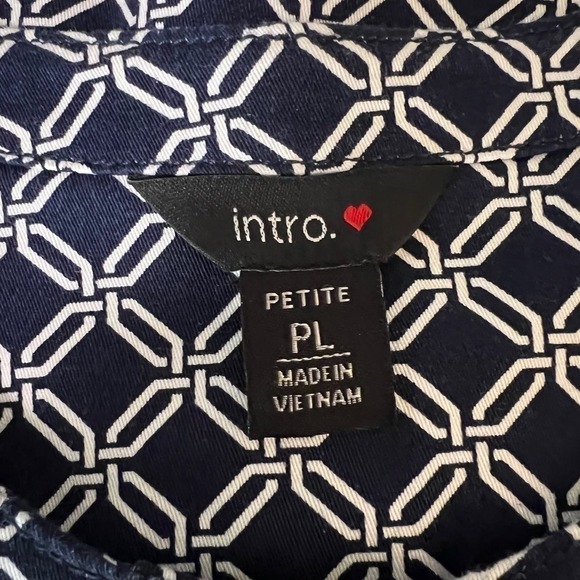 intro.
PETITE
PL
MADE IN
VIETNAM